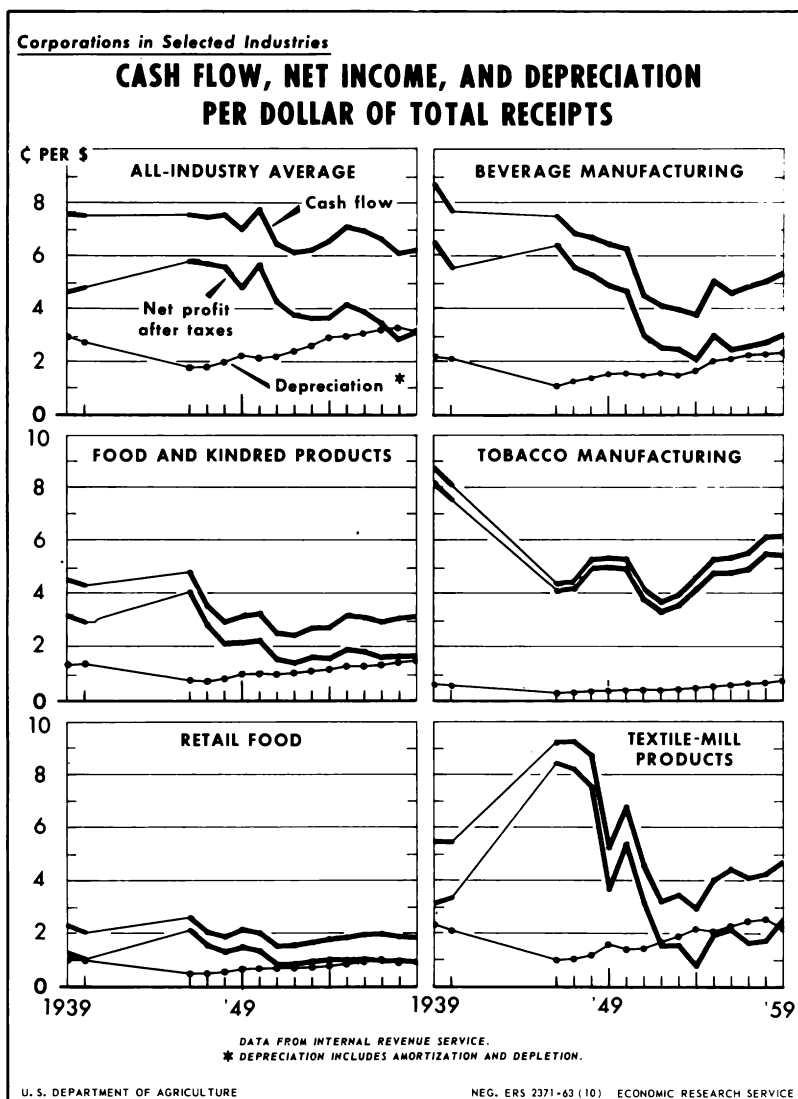 Corporations in Selected Industries
CASH FLOW, NET INCOME, AND DEPRECIATION
PER DOLLAR OF TOTAL RECEIPTS
¢ PER $
ALL-INDUSTRY AVERAGE
BEVERAGE MANUFACTURING
8
Cash flow
6
4
Net profit
after taxes
2
Depreciation *
0
10
FOOD AND KINDRED PRODUCTS
TOBACCO MANUFACTURING
8
6
4
2
0
10
RETAIL FOOD
TEXTILE-MILL
PRODUCTS
8
6
4
2
0
1939 '49 1939 '49 '59
DATA FROM INTERNAL REVENUE SERVICE.
* DEPRECIATION INCLUDES AMORTIZATION AND DEPLETION.
U. S. DEPARTMENT OF AGRICULTURE NEG. ERS 2371-63 (10) ECONOMIC RESEARCH SERVICE